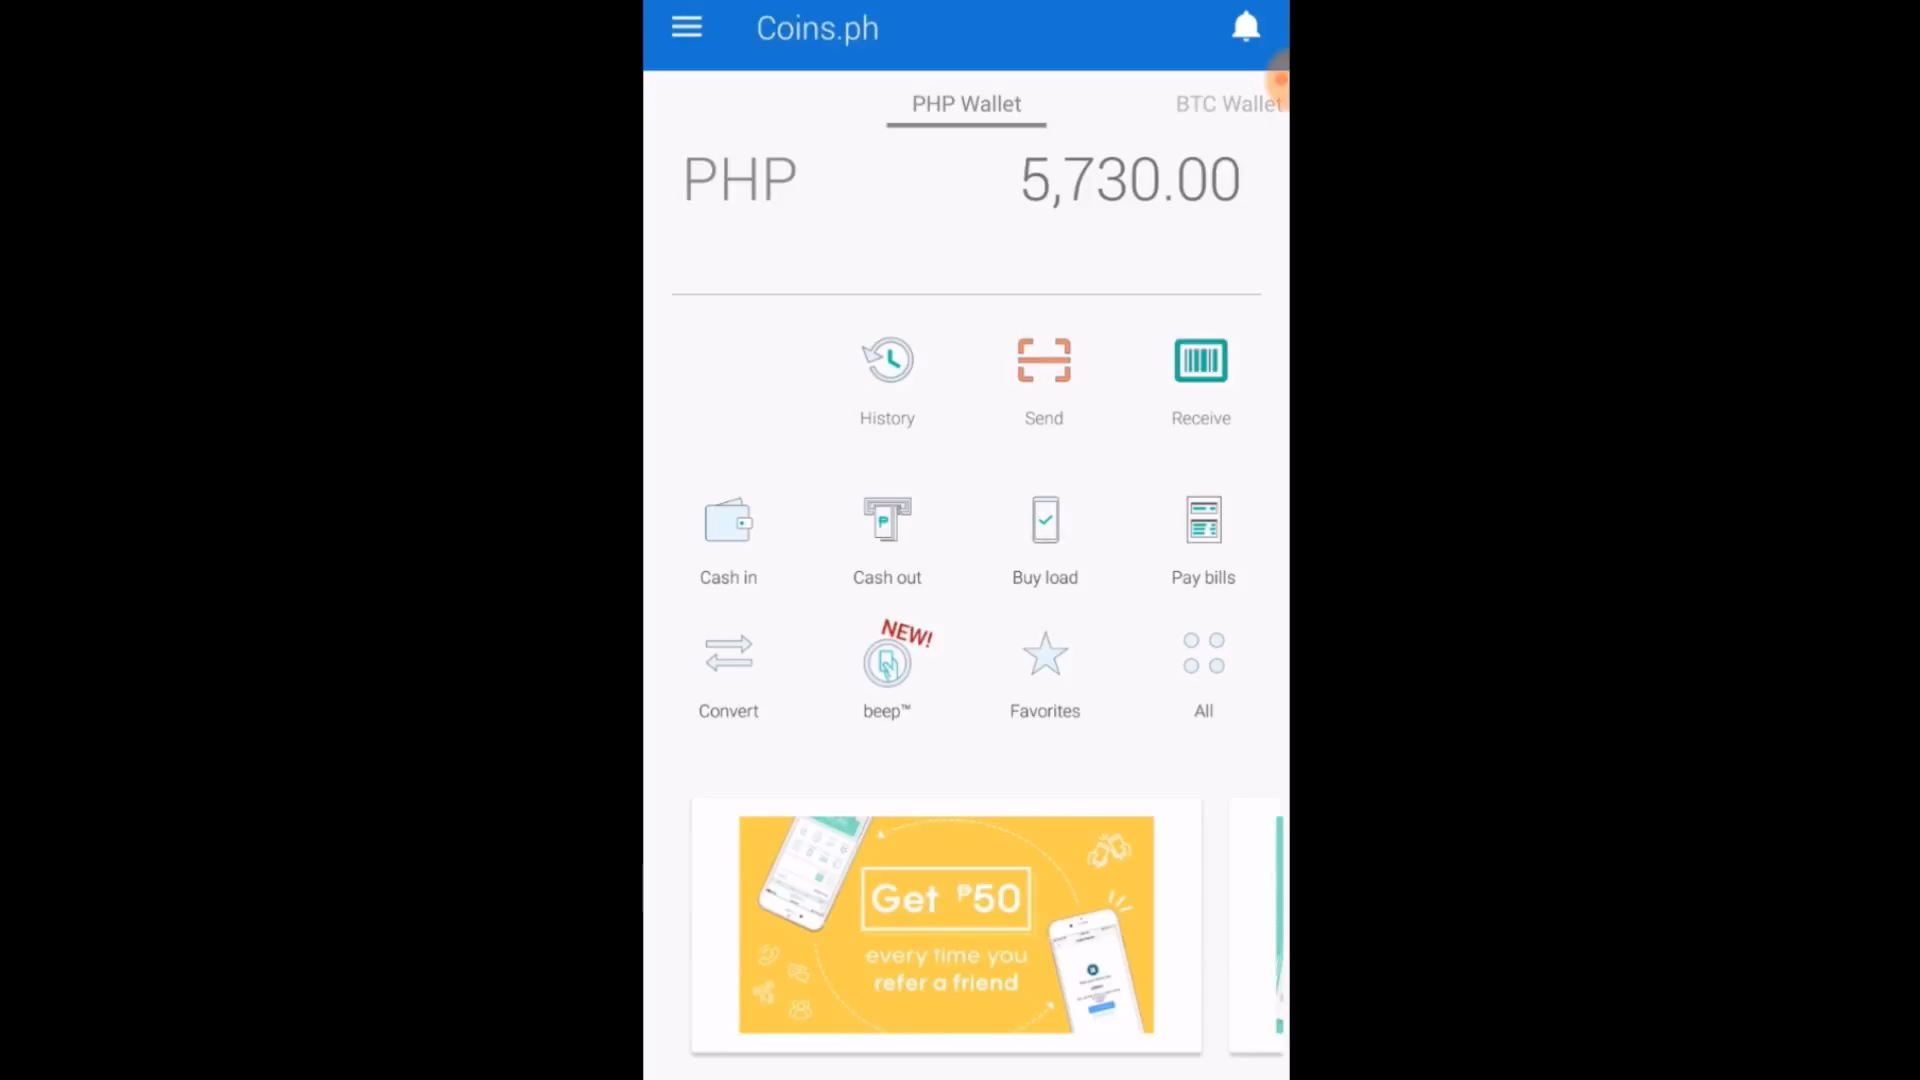 Coins.ph
PHP Wallet
BTC Wallet
PHP 5,730.00
History
Send
Receive
Cash in
Cash out
Buy load
Pay bills
NEW!
Convert
beep™
Favorites
All
Get ₱50
every time you
refer a friend